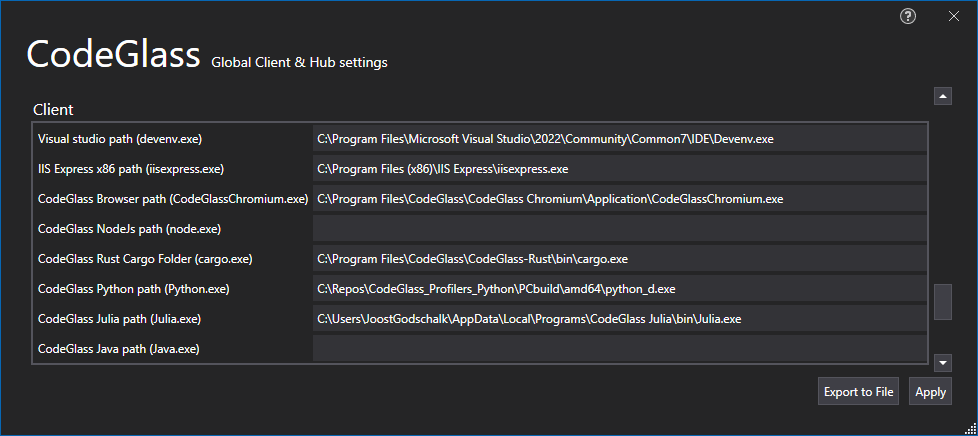 CodeGlass Global Client & Hub settings
Client
Visual studio path (devenv.exe) C:\Program Files\Microsoft Visual Studio\2022\Community\Common7\IDE\Devenv.exe
IIS Express x86 path (iisexpress.exe) C:\Program Files (x86)\IIS Express\iisexpress.exe
CodeGlass Browser path (CodeGlassChromium.exe) C:\Program Files\CodeGlass\CodeGlass Chromium\Application\CodeGlassChromium.exe
CodeGlass NodeJs path (node.exe)
CodeGlass Rust Cargo Folder (cargo.exe) C:\Program Files\CodeGlass\CodeGlass-Rust\bin\cargo.exe
CodeGlass Python path (Python.exe) C:\Repos\CodeGlass_Profilers_Python\PCbuild\amd64\python_d.exe
CodeGlass Julia path (Julia.exe) C:\Users\JoostGodschalk\AppData\Local\Programs\CodeGlass Julia\bin\Julia.exe
CodeGlass Java path (Java.exe)
Export to File Apply